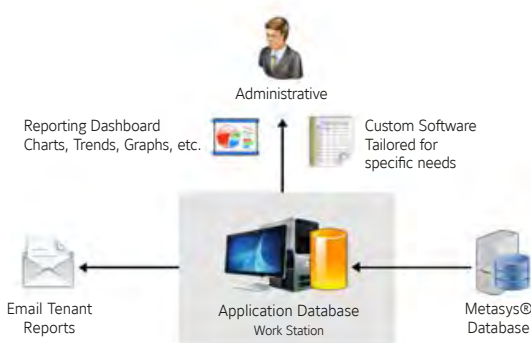 Administrative
Reporting Dashboard
Charts, Trends, Graphs, etc.
Custom Software
Tailored for
specific needs
Email Tenant
Reports
Application Database
Work Station
Metasys®
Database